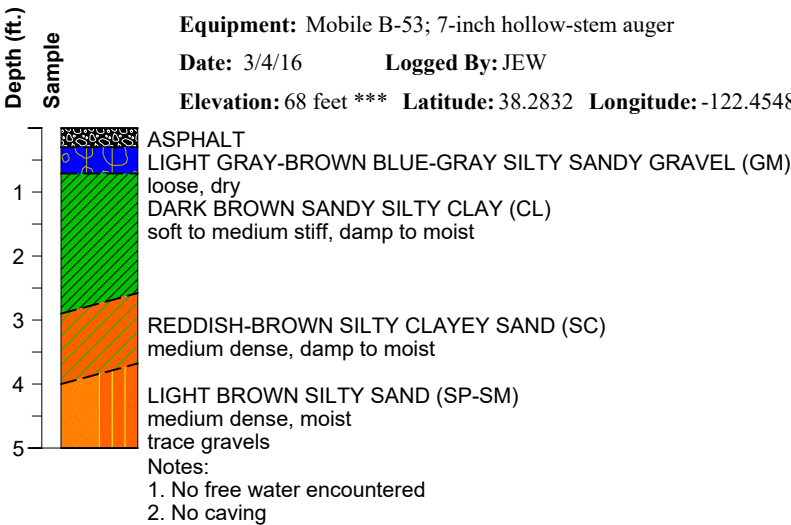 Equipment: Mobile B-53; 7-inch hollow-stem auger
Date: 3/4/16 Logged By: JEW
Elevation: 68 feet *** Latitude: 38.2832 Longitude: -122.4548
Depth (ft.)
Sample
ASPHALT
LIGHT GRAY-BROWN BLUE-GRAY SILTY SANDY GRAVEL (GM)
loose, dry
1
DARK BROWN SANDY SILTY CLAY (CL)
soft to medium stiff, damp to moist
2
3
REDDISH-BROWN SILTY CLAYEY SAND (SC)
medium dense, damp to moist
4
LIGHT BROWN SILTY SAND (SP-SM)
medium dense, moist
trace gravels
5
Notes:
1. No free water encountered
2. No caving